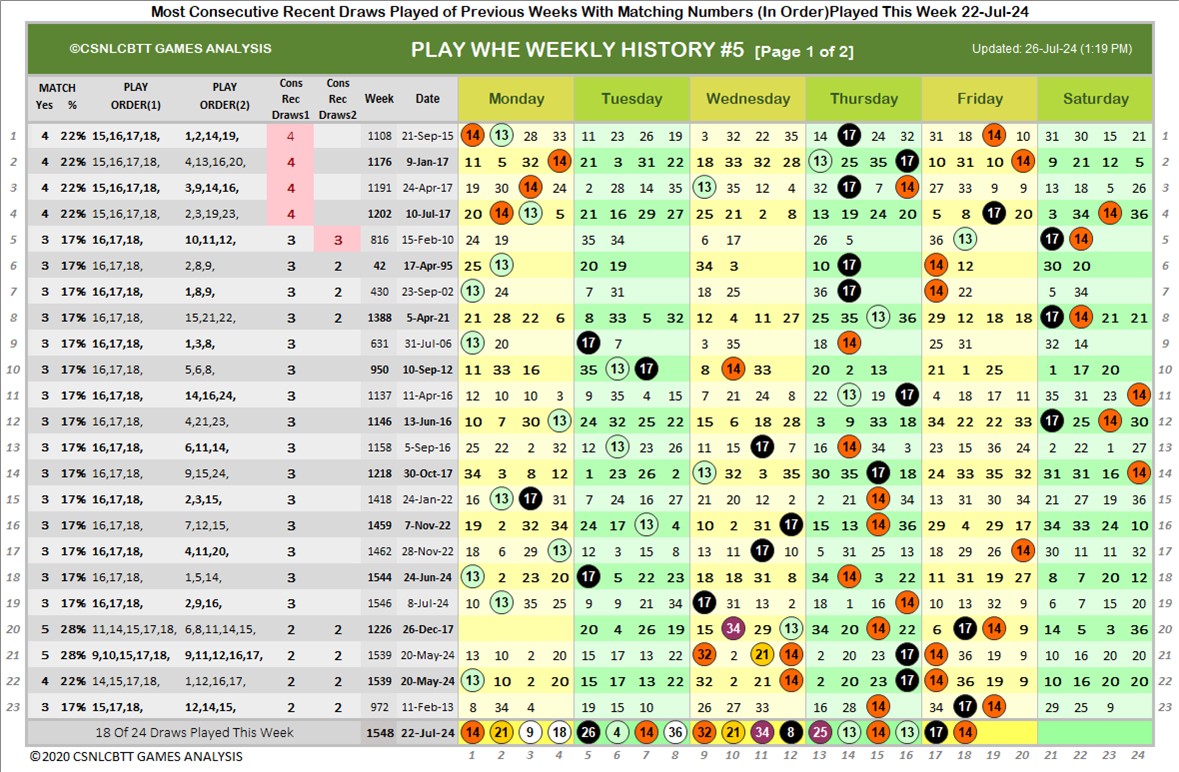 Most Consecutive Recent Draws Played of Previous Weeks With Matching Numbers (In Order)Played This Week 22-Jul-24
©CSNLCBTT GAMES ANALYSIS PLAY WHE WEEKLY HISTORY #5 [Page 1 of 2] Updated: 26-Jul-24 (1:19 PM)
MATCH Yes % PLAY ORDER(1) PLAY ORDER(2) Cons Rec Draws1 Cons Rec Draws2 Week Date Monday Tuesday Wednesday Thursday Friday Saturday
1 4 22% 15,16,17,18, 1,2,14,19, 4 1108 21-Sep-15 14 13 28 33 11 23 26 19 3 32 22 35 14 17 24 32 31 18 14 10 31 30 15 21 1
2 4 22% 15,16,17,18, 4,13,16,20, 4 1176 9-Jan-17 11 5 32 14 21 3 31 22 18 33 32 28 13 25 35 17 10 31 10 14 9 21 12 5 2
3 4 22% 15,16,17,18, 3,9,14,16, 4 1191 24-Apr-17 19 30 14 24 2 28 14 35 13 35 12 4 32 17 7 14 27 33 9 9 13 18 5 26 3
4 4 22% 15,16,17,18, 2,3,19,23, 4 1202 10-Jul-17 20 14 13 5 21 16 29 27 25 21 2 8 13 19 24 20 5 8 17 20 3 34 14 36 4
5 3 17% 16,17,18, 10,11,12, 3 3 816 15-Feb-10 24 19 35 34 6 17 26 5 36 13 17 14 5
6 3 17% 16,17,18, 2,8,9, 3 2 42 17-Apr-95 25 13 20 19 34 3 10 17 14 12 30 20 6
7 3 17% 16,17,18, 1,8,9, 3 2 430 23-Sep-02 13 24 7 31 18 25 36 17 14 22 5 34 7
8 3 17% 16,17,18, 15,21,22, 3 2 1388 5-Apr-21 21 28 22 6 8 33 5 32 12 4 11 27 25 35 13 36 29 12 18 18 17 14 21 21 8
9 3 17% 16,17,18, 1,3,8, 3 631 31-Jul-06 13 20 17 7 3 35 18 14 25 31 32 14 9
10 3 17% 16,17,18, 5,6,8, 3 950 10-Sep-12 11 33 16 35 13 17 8 14 33 20 2 13 21 1 25 1 17 20 10
11 3 17% 16,17,18, 14,16,24, 3 1137 11-Apr-16 12 10 10 3 9 35 4 15 7 21 24 8 22 13 19 17 4 18 17 11 35 31 23 14 11
12 3 17% 16,17,18, 4,21,23, 3 1146 13-Jun-16 10 7 30 13 24 32 25 22 15 6 18 28 3 9 33 18 34 22 22 33 17 25 14 30 12
13 3 17% 16,17,18, 6,11,14, 3 1158 5-Sep-16 25 22 2 32 12 13 23 26 11 15 17 7 16 14 34 3 23 15 36 24 2 22 1 27 13
14 3 17% 16,17,18, 9,15,24, 3 1218 30-Oct-17 34 3 8 12 1 23 26 2 13 32 3 35 30 35 17 18 24 33 35 32 31 31 16 14 14
15 3 17% 16,17,18, 2,3,15, 3 1418 24-Jan-22 16 13 17 31 7 24 16 27 21 20 12 2 2 21 14 34 13 33 30 34 21 27 19 36 15
16 3 17% 16,17,18, 7,12,15, 3 1459 7-Nov-22 19 2 32 34 24 17 13 4 10 2 31 17 15 13 14 36 29 4 29 17 34 33 24 10 16
17 3 17% 16,17,18, 4,11,20, 3 1462 28-Nov-22 18 6 29 13 12 3 15 8 13 11 17 10 5 31 25 13 18 29 26 14 30 11 11 32 17
18 3 17% 16,17,18, 1,5,14, 3 1544 24-Jun-24 13 2 23 20 17 5 22 23 18 18 31 8 34 14 3 22 11 31 19 27 8 7 20 12 18
19 3 17% 16,17,18, 2,9,16, 3 1546 8-Jul-24 10 13 35 25 9 9 21 34 17 31 13 2 18 1 16 14 10 13 32 9 6 7 15 20 19
20 5 28% 11,14,15,17,18, 6,8,11,14,15, 2 2 1226 26-Dec-17 20 4 26 19 15 34 29 13 34 20 14 22 6 17 14 9 14 5 3 36 20
21 5 28% 9,10,15,17,18, 9,11,12,16,17, 2 2 1539 20-May-24 13 10 2 20 15 17 13 22 32 2 21 14 2 20 23 17 14 36 19 9 10 16 20 20 21
22 4 22% 14,15,17,18, 2 2 1539 20-May-24 13 10 2 20 15 17 13 22 32 2 21 14 2 20 23 17 14 36 19 9 10 16 20 20 22
23 3 17% 15,17,18, 12,14,15, 2 2 972 11-Feb-13 8 34 4 19 15 10 26 27 33 16 28 14 34 17 14 29 25 9 23
18 Of 24 Draws Played This Week 1548 22-Jul-24 14 21 9 18 26 4 14 36 32 21 34 8 25 13 14 13 17 14
©2020 CSNLCBTT GAMES ANALYSIS 1 2 3 4 5 6 7 8 9 10 11 12 13 14 15 16 17 18 19 20 21 22 23 24